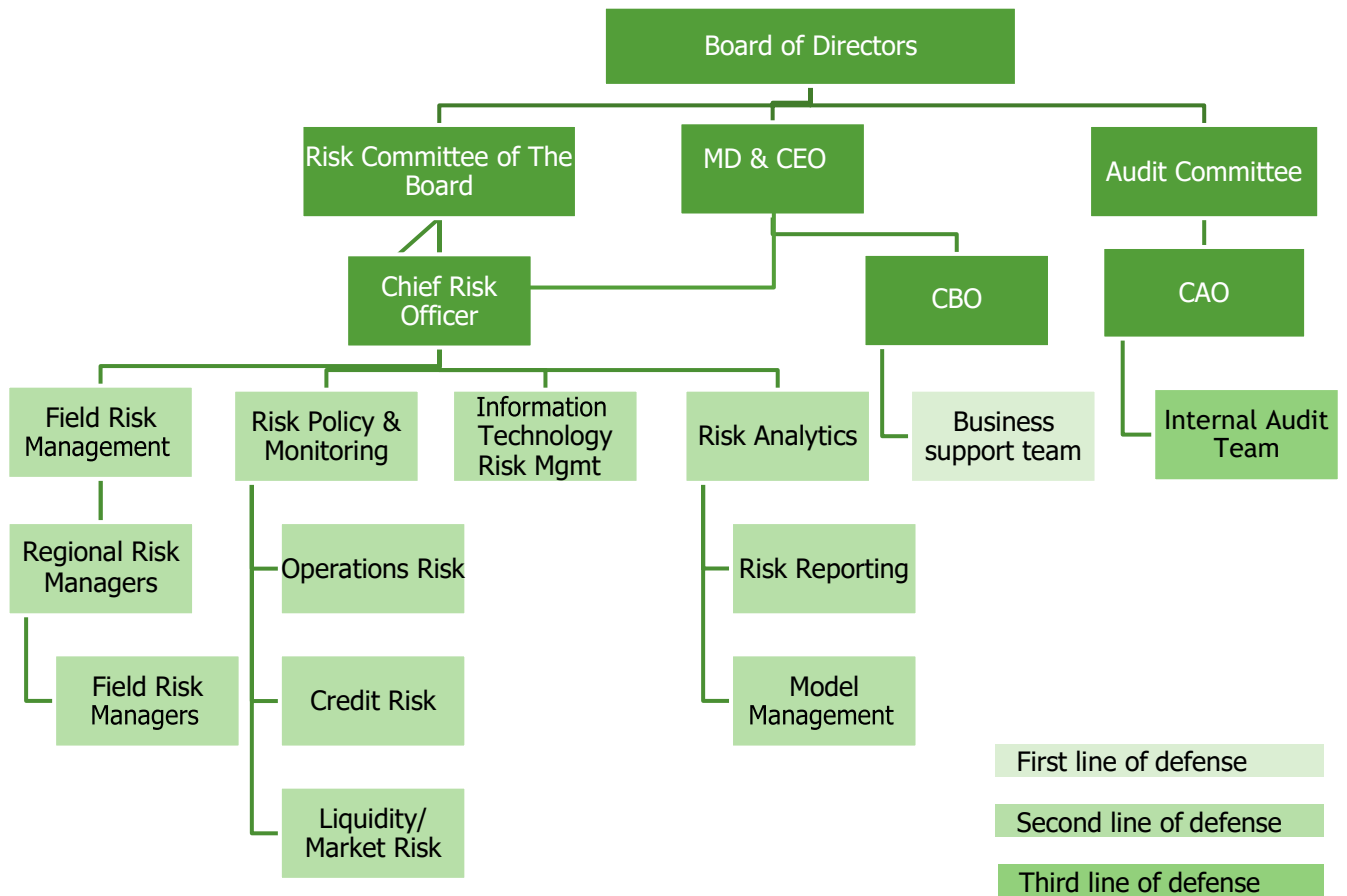 Board of Directors
Risk Committee of The
Board
MD & CEO
Audit Committee
Chief Risk
Officer
CBO
CAO
Field Risk
Management
Risk Policy &
Monitoring
Information
Technology
Risk Mgmt
Risk Analytics
Business
support team
Internal Audit
Team
Regional Risk
Managers
Operations Risk
Risk Reporting
Field Risk
Managers
Credit Risk
Model
Management
Liquidity/
Market Risk
First line of defense
Second line of defense
Third line of defense